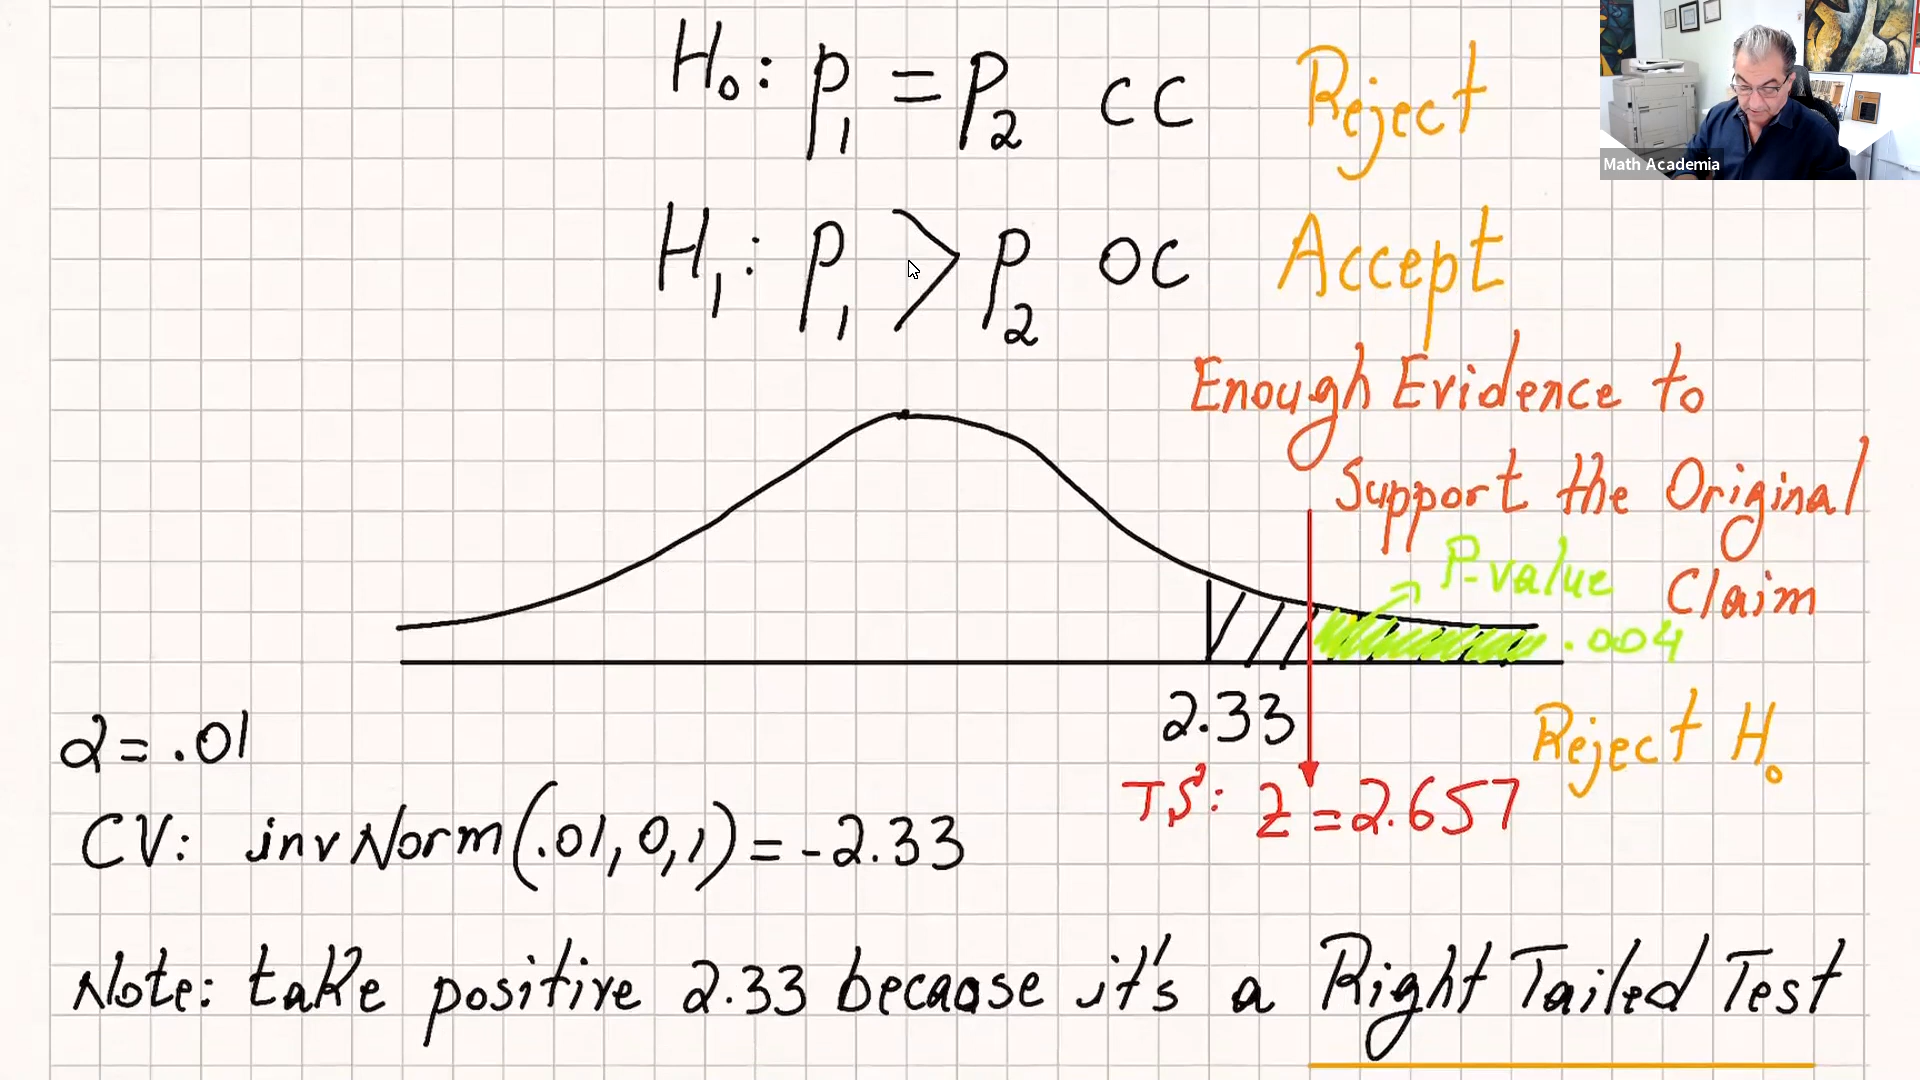 H₀: p₁ = p₂ CC Reject
Math Academia
H₁: p₁ > p₂ OC Accept
Enough Evidence to
Support the Original
Claim
P-value
.004
2.33
Reject H₀
α = .01
TS: z = 2.657
CV: invNorm(.01, 0, 1) = -2.33
Note: take positive 2.33 because it's a Right Tailed Test